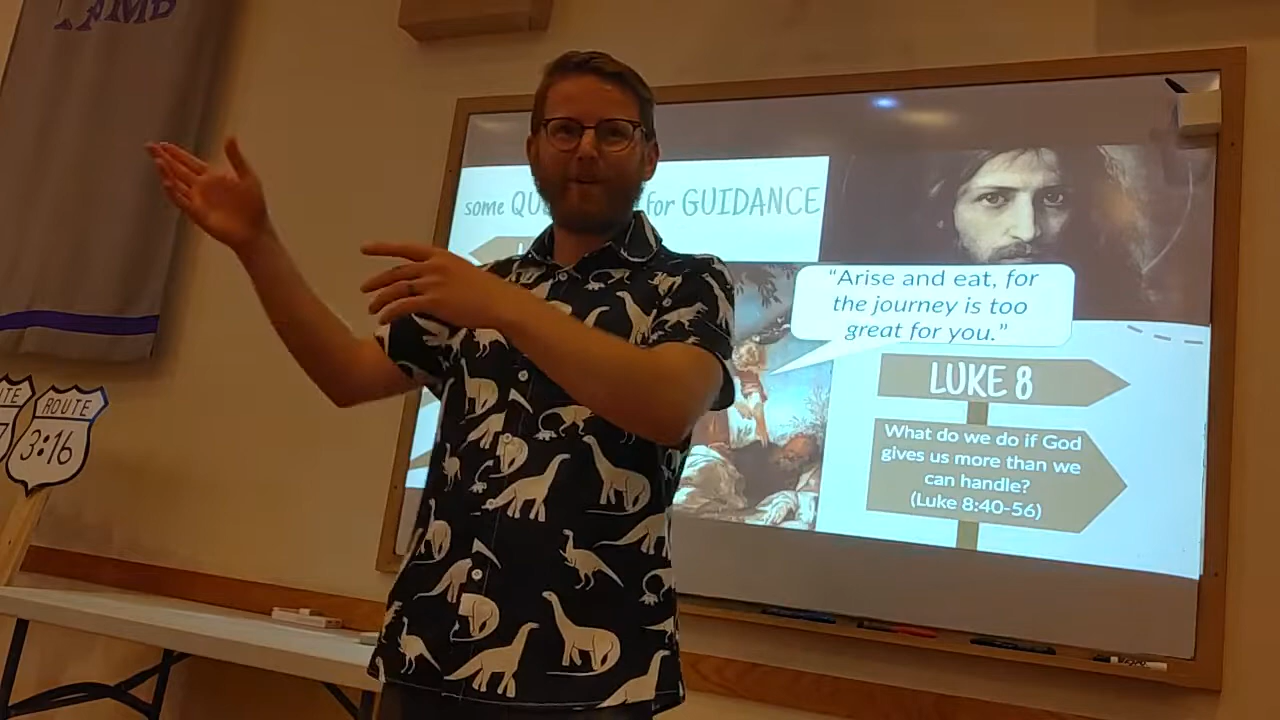 some for GUIDANCE
"Arise and eat, for
the journey is too
great for you."
LUKE 8
What do we do if God
gives us more than we
can handle?
(Luke 8:40-56)
ROUTE
3:16